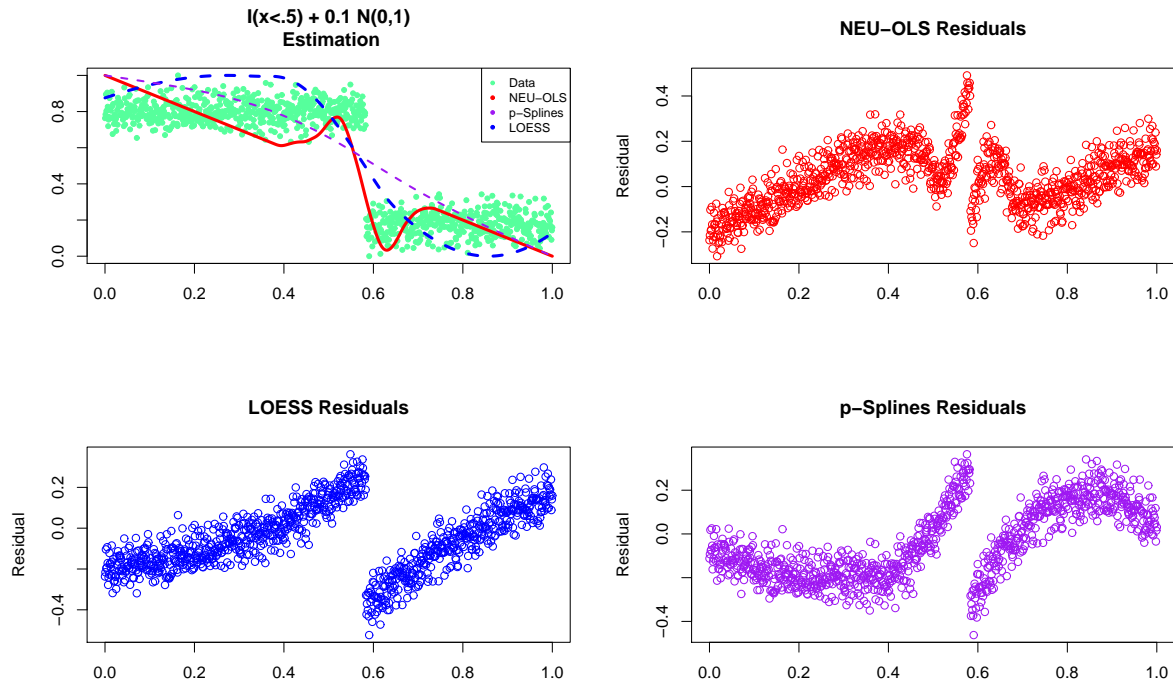 I(x<.5) + 0.1 N(0,1)
Estimation
0.0 0.4 0.8
Data
NEU−OLS
p−Splines
LOESS
0.0 0.2 0.4 0.6 0.8 1.0
NEU−OLS Residuals
Residual
−0.2 0.0 0.2 0.4
0.0 0.2 0.4 0.6 0.8 1.0
LOESS Residuals
Residual
−0.4 0.0 0.2
0.0 0.2 0.4 0.6 0.8 1.0
p−Splines Residuals
Residual
−0.4 0.0 0.2
0.0 0.2 0.4 0.6 0.8 1.0